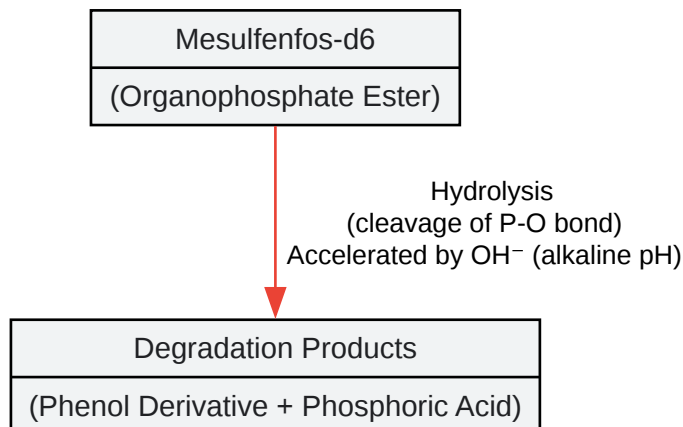 Mesulfenfos-d6
(Organophosphate Ester)
Hydrolysis
(cleavage of P-O bond)
Accelerated by OH⁻ (alkaline pH)
Degradation Products
(Phenol Derivative + Phosphoric Acid)